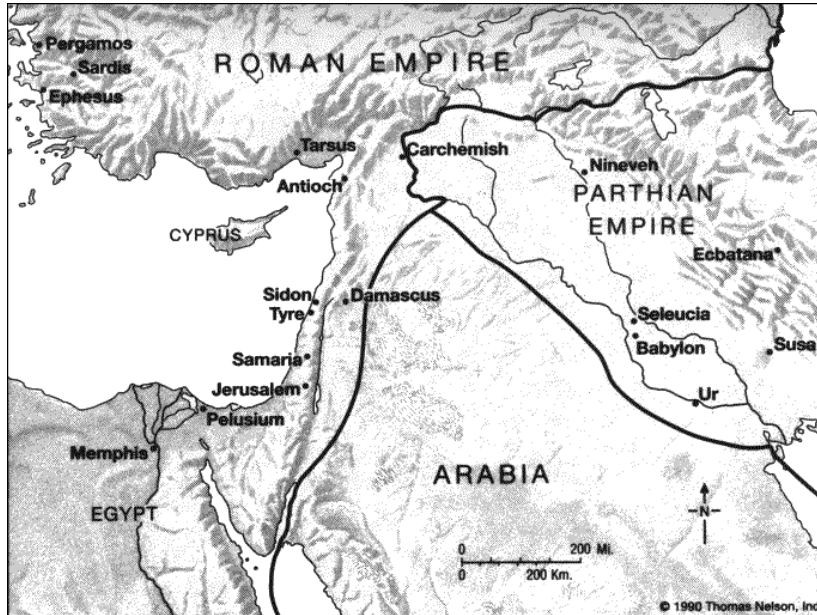 Pergamos
Sardis
Ephesus
ROMAN EMPIRE
Tarsus
Antioch
Carchemish
Nineveh
PARTHIAN
EMPIRE
Ecbatana
CYPRUS
Sidon
Tyre
Damascus
Seleucia
Babylon
Susa
Samaria
Jerusalem
Ur
Pelusium
Memphis
EGYPT
ARABIA
N
0 200 Mi.
0 200 Km.
© 1990 Thomas Nelson, Inc